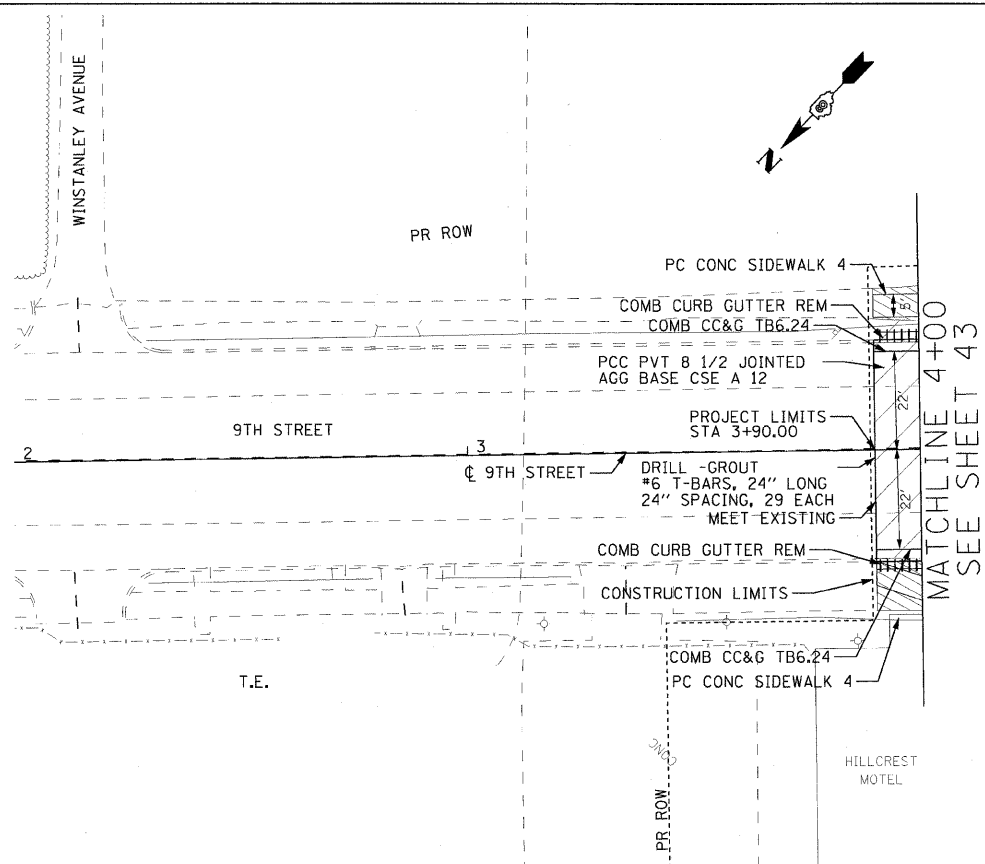 WINSTANLEY AVENUE
N
PR ROW
PC CONC SIDEWALK 4
5'
COMB CURB GUTTER REM
COMB CC&G TB6.24
PCC PVT 8 1/2 JOINTED
AGG BASE CSE A 12
22'
MATCHLINE 4+00
SEE SHEET 43
PROJECT LIMITS
STA 3+90.00
9TH STREET
2
3
℄ 9TH STREET
DRILL -GROUT
#6 T-BARS, 24" LONG
24" SPACING, 29 EACH
MEET EXISTING
22'
COMB CURB GUTTER REM
CONSTRUCTION LIMITS
COMB CC&G TB6.24
PC CONC SIDEWALK 4
T.E.
CONC
PR ROW
HILLCREST
MOTEL